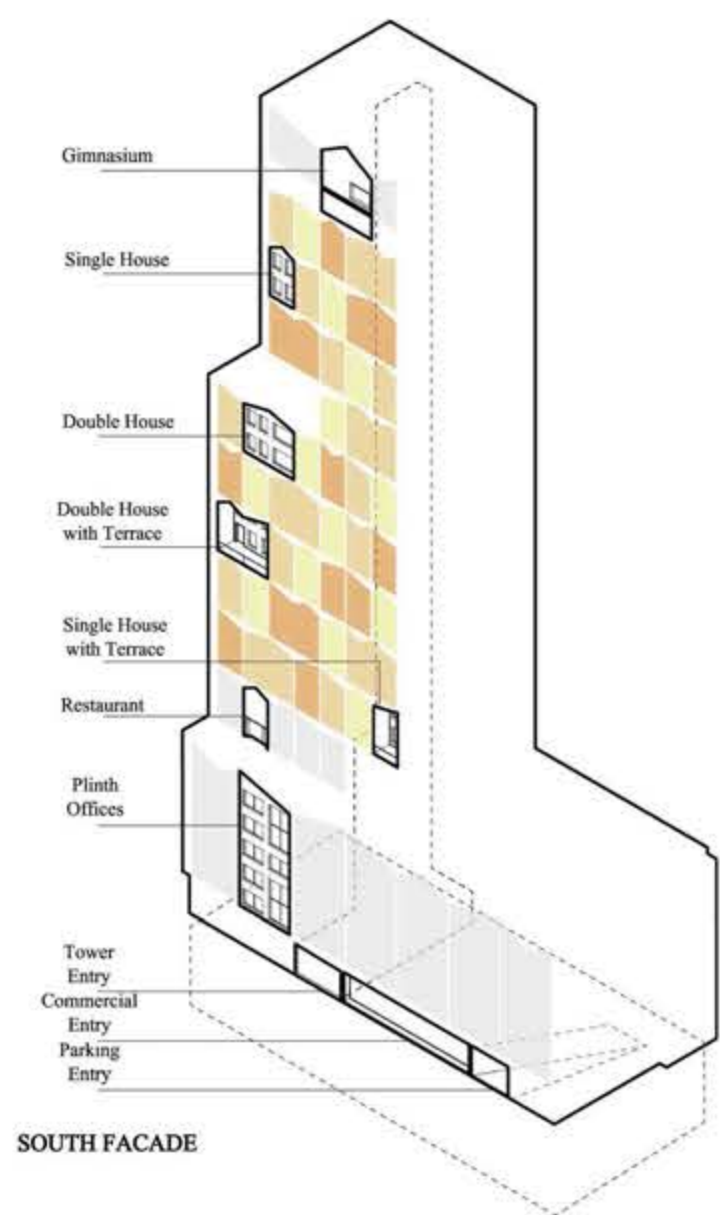 Gimnasium
Single House
Double House
Double House
with Terrace
Single House
with Terrace
Restaurant
Plinth
Offices
Tower
Entry
Commercial
Entry
Parking
Entry
SOUTH FACADE